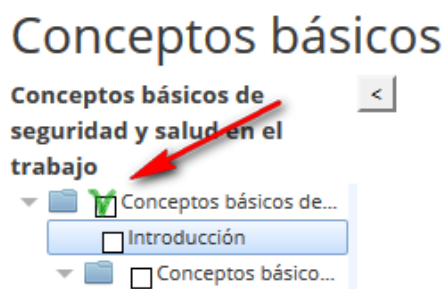 Conceptos básicos
Conceptos básicos de
seguridad y salud en el
trabajo
<
Conceptos básicos de...
Introducción
Conceptos básico...